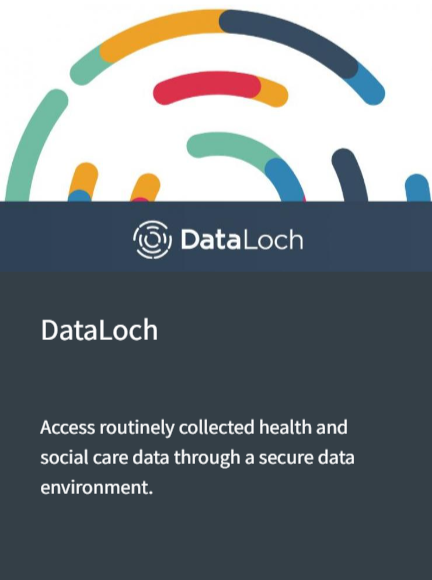 DataLoch
DataLoch
Access routinely collected health and
social care data through a secure data
environment.